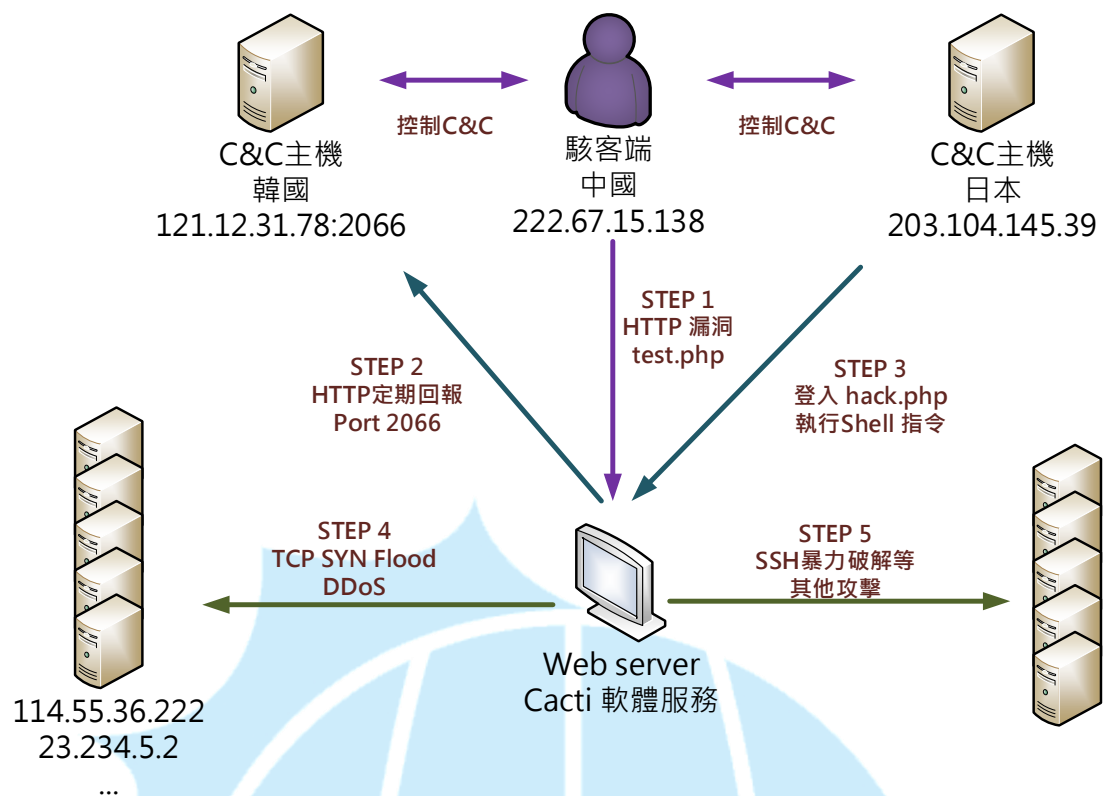 控制C&C
控制C&C
C&C主機
韓國
121.12.31.78:2066
駭客端
中國
222.67.15.138
C&C主機
日本
203.104.145.39
STEP 1
HTTP 漏洞
test.php
STEP 2
HTTP定期回報
Port 2066
STEP 3
登入 hack.php
執行Shell 指令
STEP 4
TCP SYN Flood
DDoS
STEP 5
SSH暴力破解等
其他攻擊
Web server
Cacti 軟體服務
114.55.36.222
23.234.5.2
...